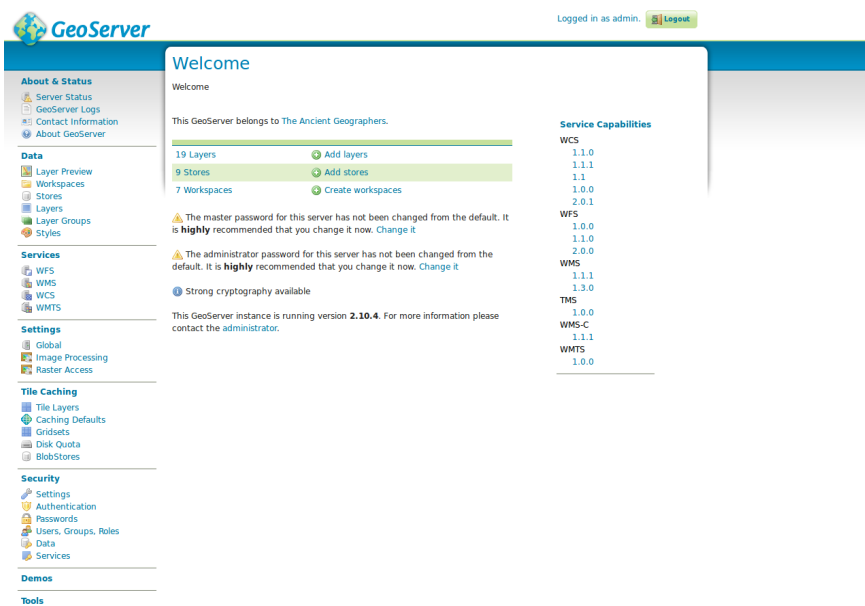 GeoServer
Logged in as admin.
Logout
About & Status
Server Status
GeoServer Logs
Contact Information
About GeoServer
Data
Layer Preview
Workspaces
Stores
Layers
Layer Groups
Styles
Services
WFS
WMS
WCS
WMTS
Settings
Global
Image Processing
Raster Access
Tile Caching
Tile Layers
Caching Defaults
Gridsets
Disk Quota
BlobStores
Security
Settings
Authentication
Passwords
Users, Groups, Roles
Data
Services
Demos
Tools
Welcome
Welcome
This GeoServer belongs to The Ancient Geographers.
19 Layers Add layers
9 Stores Add stores
7 Workspaces Create workspaces
The master password for this server has not been changed from the default. It
is highly recommended that you change it now. Change it
The administrator password for this server has not been changed from the
default. It is highly recommended that you change it now. Change it
Strong cryptography available
This GeoServer instance is running version 2.10.4. For more information please
contact the administrator.
Service Capabilities
WCS
1.1.0
1.1.1
1.1
1.0.0
2.0.1
WFS
1.0.0
1.1.0
2.0.0
WMS
1.1.1
1.3.0
TMS
1.0.0
WMS-C
1.1.1
WMTS
1.0.0